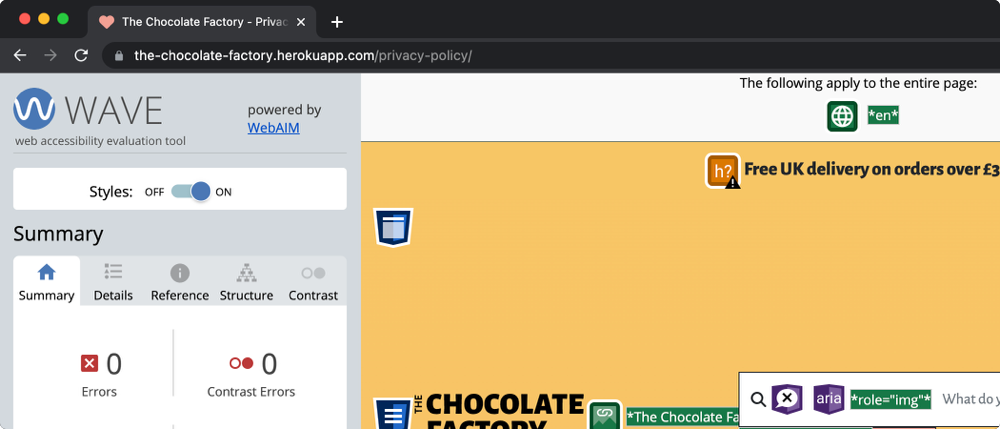 The Chocolate Factory - Priva
the-chocolate-factory.herokuapp.com/privacy-policy/
WAVE
web accessibility evaluation tool
powered by
WebAIM
Styles: OFF ON
Summary
Summary Details Reference Structure Contrast
0 0
Errors Contrast Errors
The following apply to the entire page:
*en*
h? Free UK delivery on orders over £3
THE CHOCOLATE
FACTORY
*The Chocolate Fa
aria *role="img"* What do y